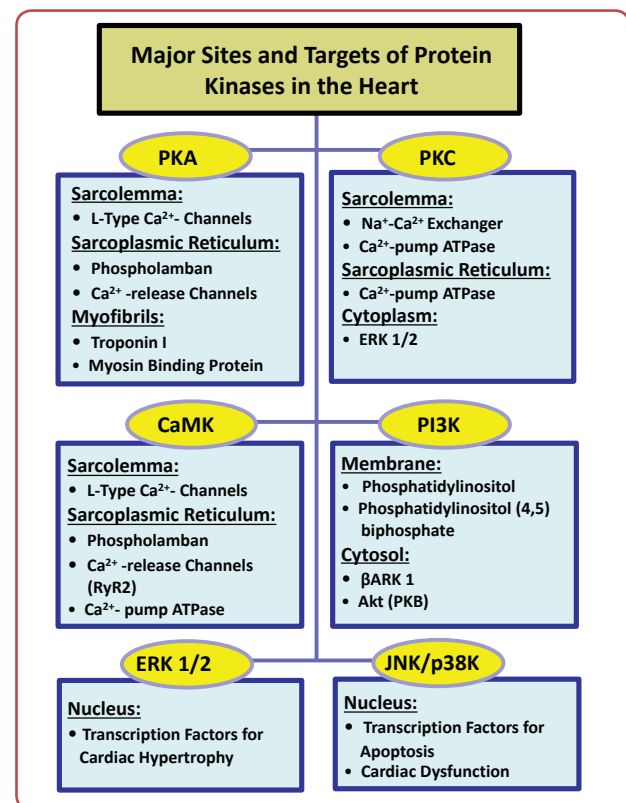 Major Sites and Targets of Protein
Kinases in the Heart
PKA
Sarcolemma:
• L-Type Ca²⁺- Channels
Sarcoplasmic Reticulum:
• Phospholamban
• Ca²⁺ -release Channels
Myofibrils:
• Troponin I
• Myosin Binding Protein
PKC
Sarcolemma:
• Na⁺-Ca²⁺ Exchanger
• Ca²⁺-pump ATPase
Sarcoplasmic Reticulum:
• Ca²⁺-pump ATPase
Cytoplasm:
• ERK 1/2
CaMK
Sarcolemma:
• L-Type Ca²⁺- Channels
Sarcoplasmic Reticulum:
• Phospholamban
• Ca²⁺ -release Channels
(RyR2)
• Ca²⁺- pump ATPase
PI3K
Membrane:
• Phosphatidylinositol
• Phosphatidylinositol (4,5)
biphosphate
Cytosol:
• βARK 1
• Akt (PKB)
ERK 1/2
Nucleus:
• Transcription Factors for
Cardiac Hypertrophy
JNK/p38K
Nucleus:
• Transcription Factors for
Apoptosis
• Cardiac Dysfunction